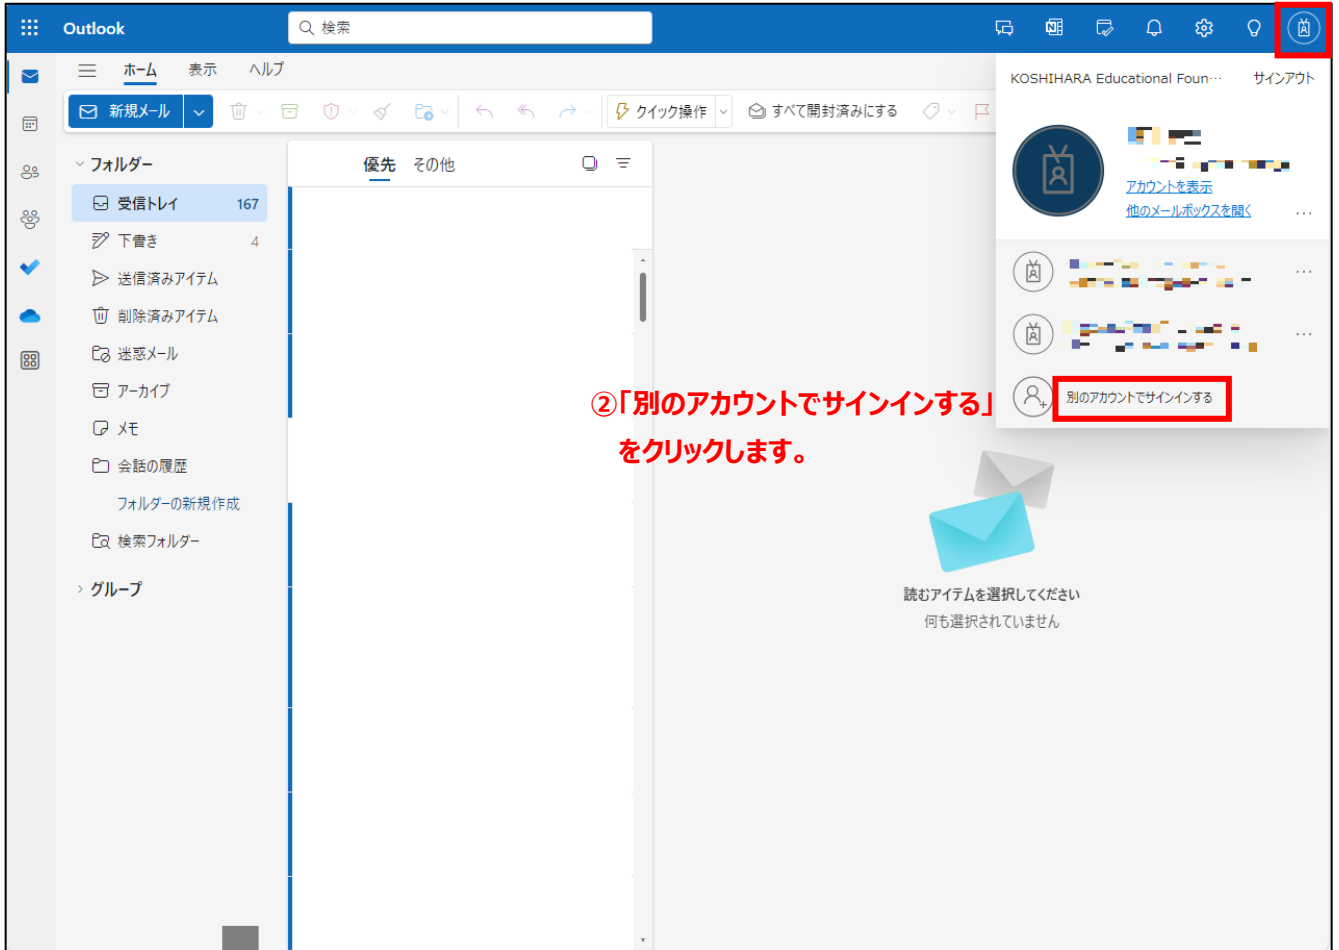 Outlook
検索
ホーム 表示 ヘルプ
新規メール
クイック操作
すべて開封済みにする
KOSHIHARA Educational Foun…
サインアウト
アカウントを表示
他のメールボックスを開く
別のアカウントでサインインする
フォルダー
受信トレイ 167
下書き 4
送信済みアイテム
削除済みアイテム
迷惑メール
アーカイブ
メモ
会話の履歴
フォルダーの新規作成
検索フォルダー
グループ
優先 その他
②「別のアカウントでサインインする」
をクリックします。
読むアイテムを選択してください
何も選択されていません